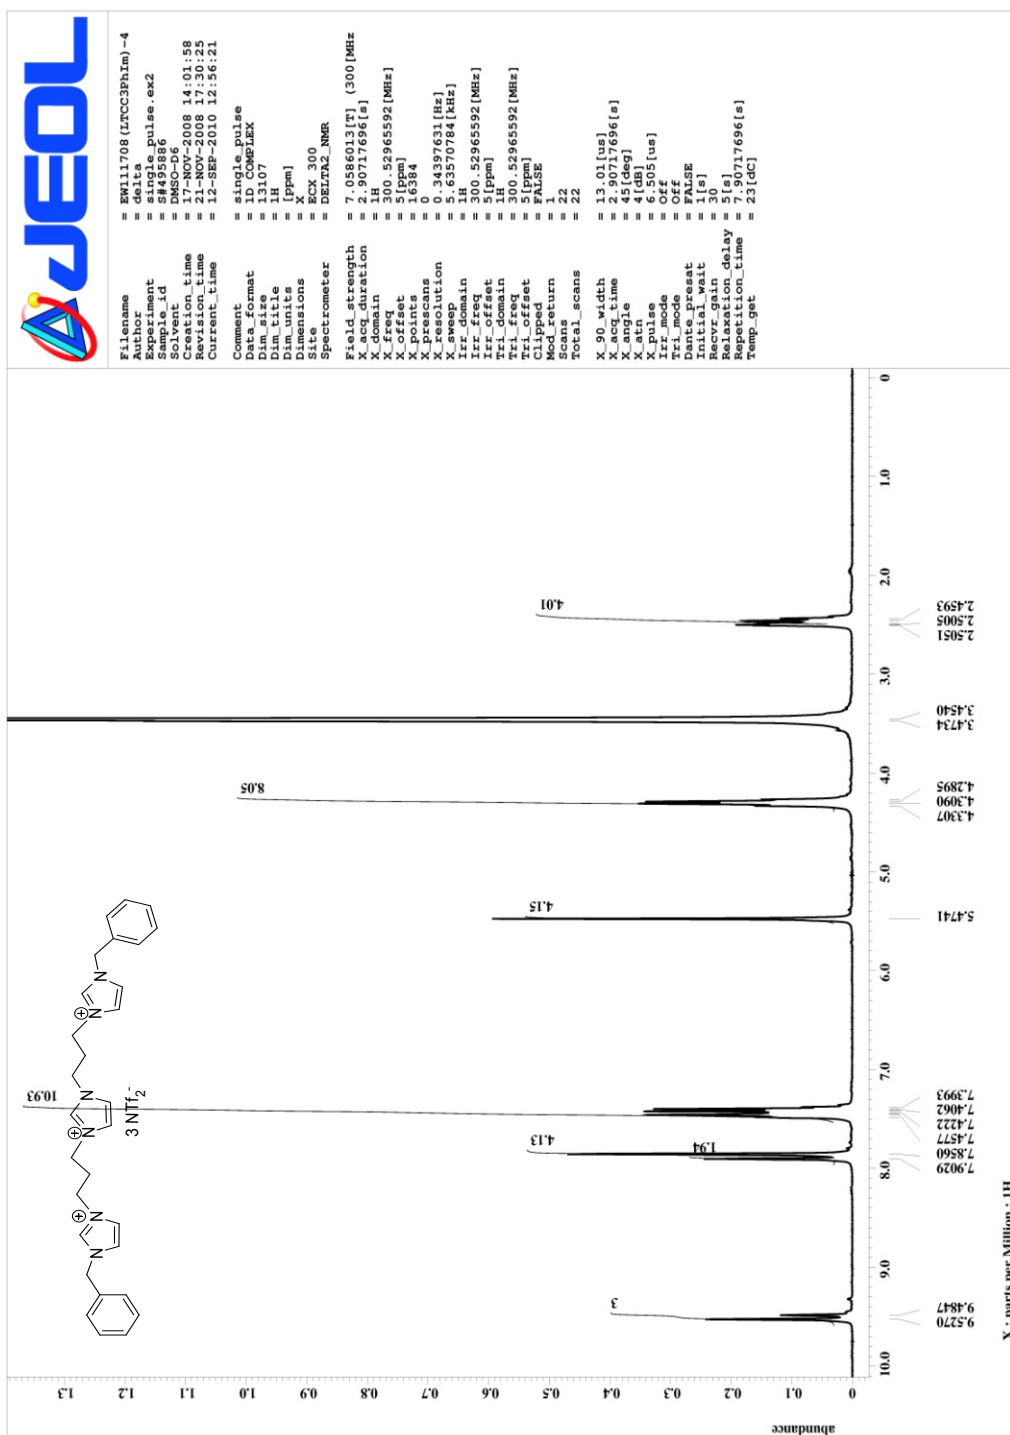 JEOL
Filename = EW111708(LTCC3PhIm)-4
Author = delta
Experiment = single_pulse.ex2
Sample_id = S#495886
Solvent = DMSO-D6
Creation_time = 17-NOV-2008 14:01:58
Revision_time = 21-NOV-2008 17:30:25
Current_time = 12-SEP-2010 12:56:21
Comment = single_pulse
Data_format = 1D COMPLEX
Dim_size = 13107
Dim_title = 1H
Dim_units = [ppm]
Dimensions = X
Site = ECX 300
Spectrometer = DELTA2_NMR
Field_strength = 7.0586013[T] (300[MHz
X_acq_duration = 2.90717696[s]
X_domain = 1H
X_freq = 300.52965592[MHz]
X_offset = 5[ppm]
X_points = 16384
X_prescans = 0
X_resolution = 0.34397631[Hz]
X_sweep = 5.63570784[kHz]
Irr_domain = 1H
Irr_freq = 300.52965592[MHz]
Irr_offset = 5[ppm]
Tri_domain = 1H
Tri_freq = 300.52965592[MHz]
Tri_offset = 5[ppm]
Clipped = FALSE
Mod_return = 1
Scans = 22
Total_scans = 22
X_90_width = 13.01[us]
X_acq_time = 2.90717696[s]
X_angle = 45[deg]
X_atn = 4[dB]
X_pulse = 6.505[us]
Irr_mode = Off
Tri_mode = Off
Dante_presat = FALSE
Initial_wait = 1[s]
Recvr_gain = 30
Relaxation_delay = 5[s]
Repetition_time = 7.90717696[s]
Temp_get = 23[dC]
N N ⊕ N N ⊕ N N ⊕
3 NTf2-
3
1.94
4.13
10.93
4.15
8.05
4.01
abundance
0 0.1 0.2 0.3 0.4 0.5 0.6 0.7 0.8 0.9 1.0 1.1 1.2 1.3
10.0 9.0 8.0 7.0 6.0 5.0 4.0 3.0 2.0 1.0 0
9.5270
9.4847
7.9029
7.8560
7.4577
7.4222
7.4062
7.3993
5.4741
4.3307
4.3090
4.2895
3.4734
3.4540
2.5051
2.5005
2.4593
X : parts per Million : 1H